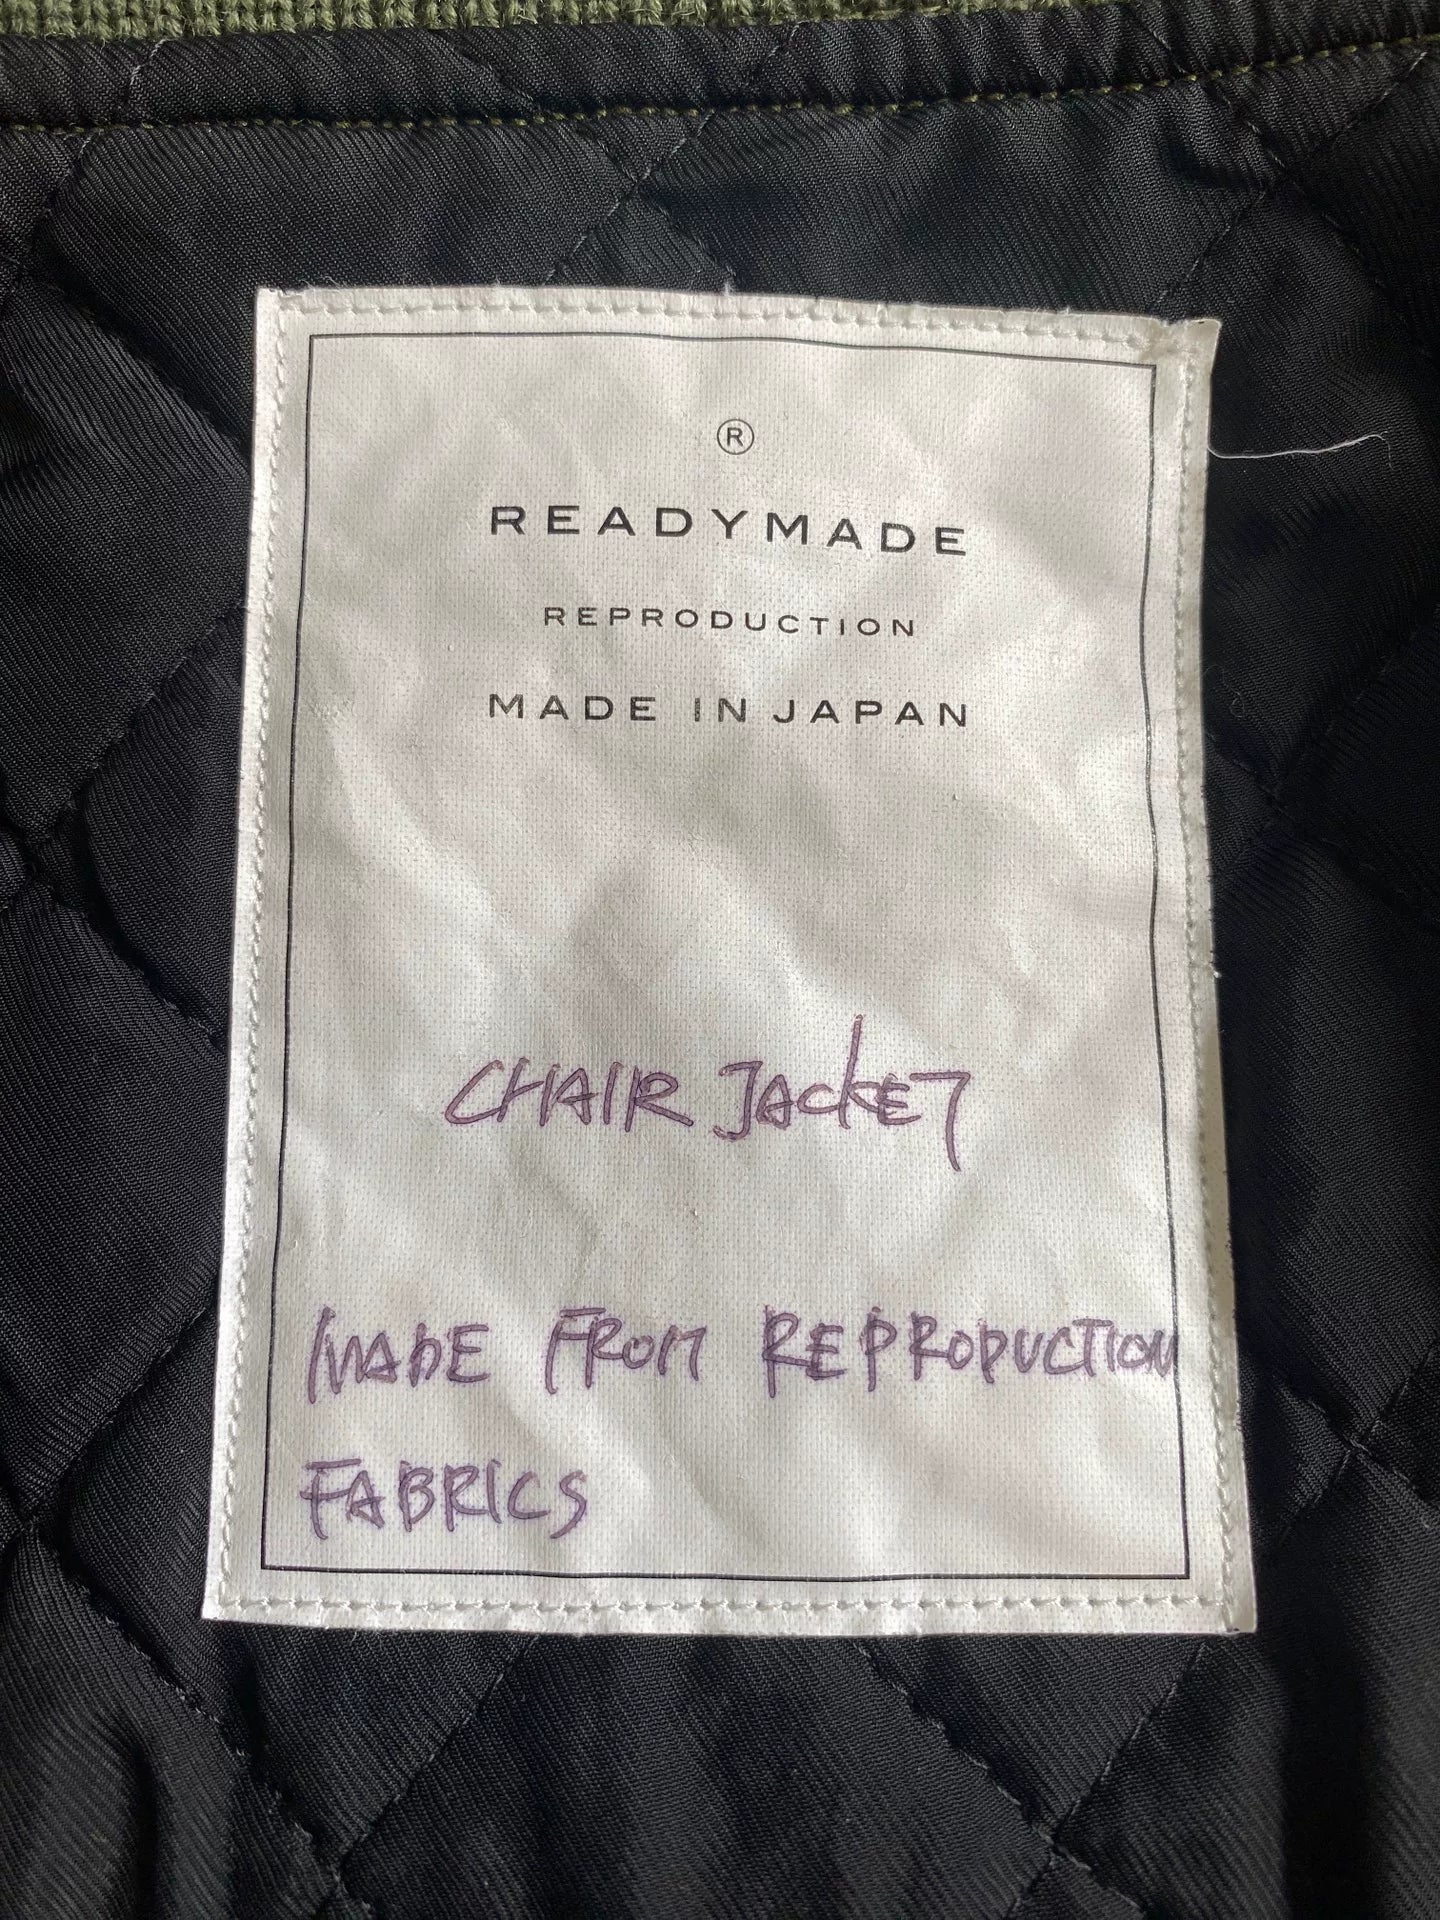 ®
READYMADE
REPRODUCTION
MADE IN JAPAN
CHAIR JACKET
MADE FROM REPRODUCTION
FABRICS